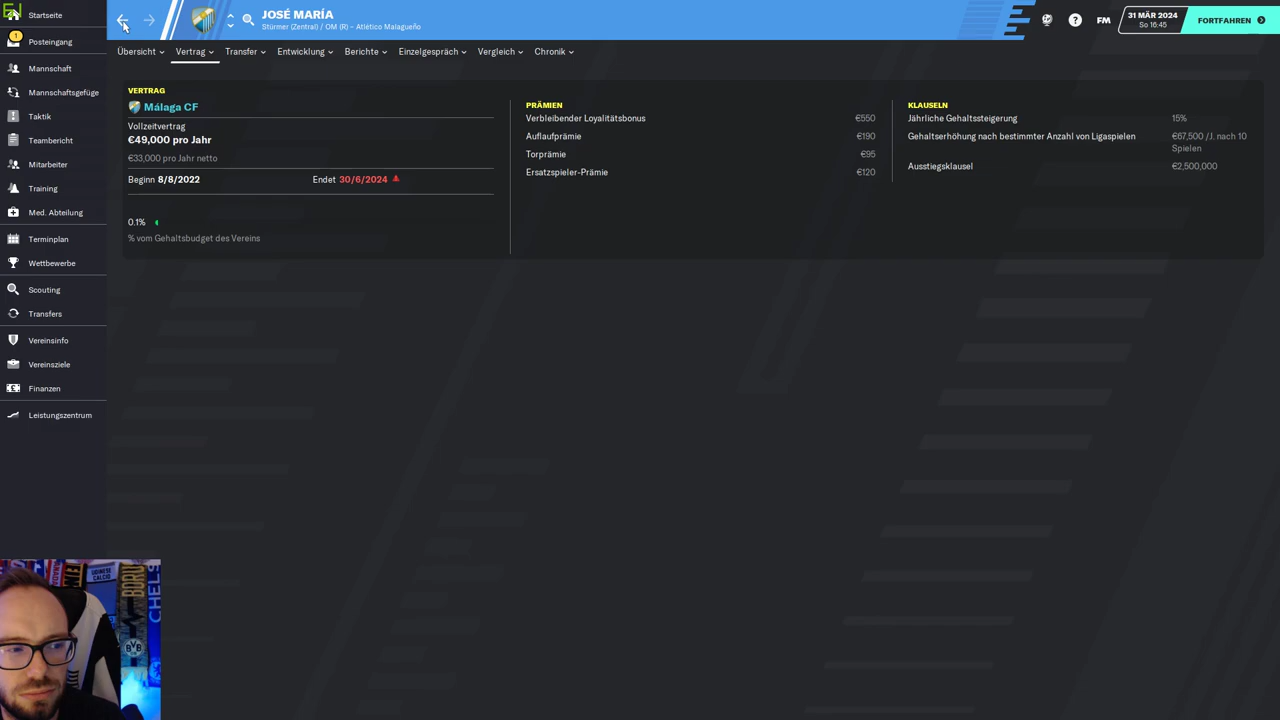 Startseite
1
Posteingang
Mannschaft
Mannschaftsgefüge
Taktik
Teambericht
Mitarbeiter
Training
Med. Abteilung
Terminplan
Wettbewerbe
Scouting
Transfers
Vereinsinfo
Vereinsziele
Finanzen
Leistungszentrum
JOSÉ MARÍA
Stürmer (Zentral) / OM (R) - Atlético Malagueño
?
FM
31 MÄR 2024
So 16:45
FORTFAHREN
Übersicht
Vertrag
Transfer
Entwicklung
Berichte
Einzelgespräch
Vergleich
Chronik
VERTRAG
Málaga CF
Vollzeitvertrag
€49,000 pro Jahr
€33,000 pro Jahr netto
Beginn 8/8/2022 Endet 30/6/2024
0.1%
% vom Gehaltsbudget des Vereins
PRÄMIEN
Verbleibender Loyalitätsbonus €550
Auflaufprämie €190
Torprämie €95
Ersatzspieler-Prämie €120
KLAUSELN
Jährliche Gehaltssteigerung 15%
Gehaltserhöhung nach bestimmter Anzahl von Ligaspielen €67,500 /J. nach 10
Spielen
Ausstiegsklausel €2,500,000
UDINESE
CALCIO
BORU
CHELS